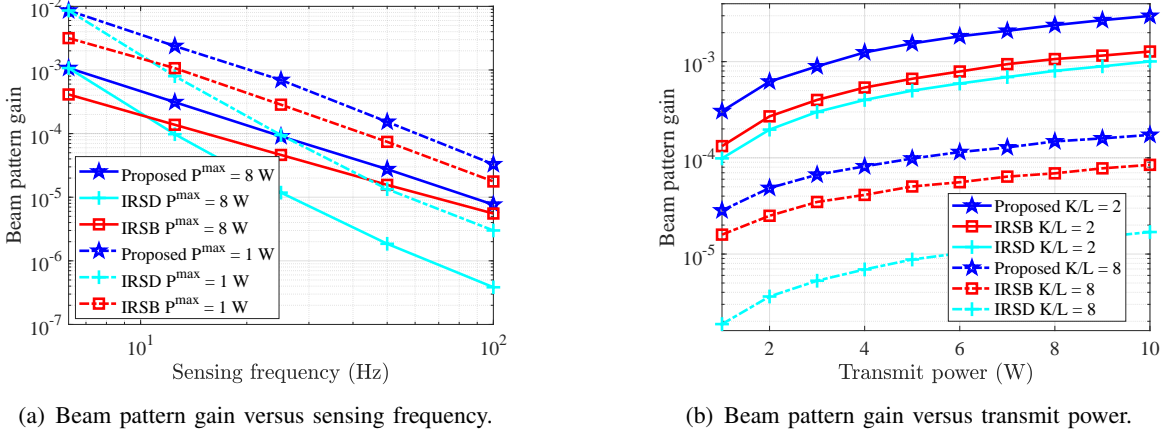 10^-2
10^-3
10^-4
10^-5
10^-6
10^-7
Beam pattern gain
Proposed P^max = 8 W
IRSD P^max = 8 W
IRSB P^max = 8 W
Proposed P^max = 1 W
IRSD P^max = 1 W
IRSB P^max = 1 W
10^1
10^2
Sensing frequency (Hz)
(a) Beam pattern gain versus sensing frequency.
10^-3
10^-4
10^-5
Beam pattern gain
Proposed K/L = 2
IRSB K/L = 2
IRSD K/L = 2
Proposed K/L = 8
IRSB K/L = 8
IRSD K/L = 8
2 4 6 8 10
Transmit power (W)
(b) Beam pattern gain versus transmit power.